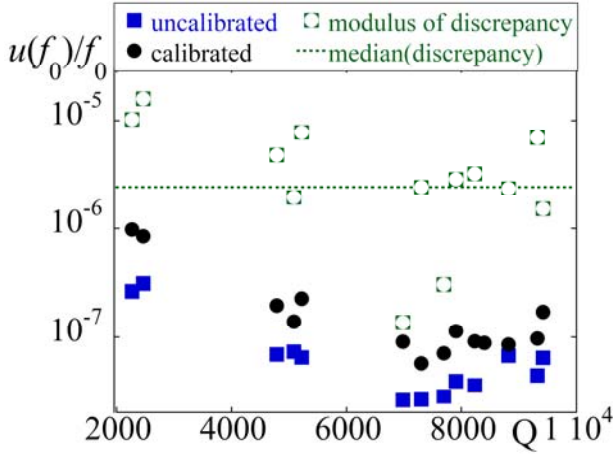 uncalibrated
modulus of discrepancy
u(f₀)/f₀
calibrated
median(discrepancy)
10⁻⁵
10⁻⁶
10⁻⁷
2000 4000 6000 8000 Q 1 10⁴